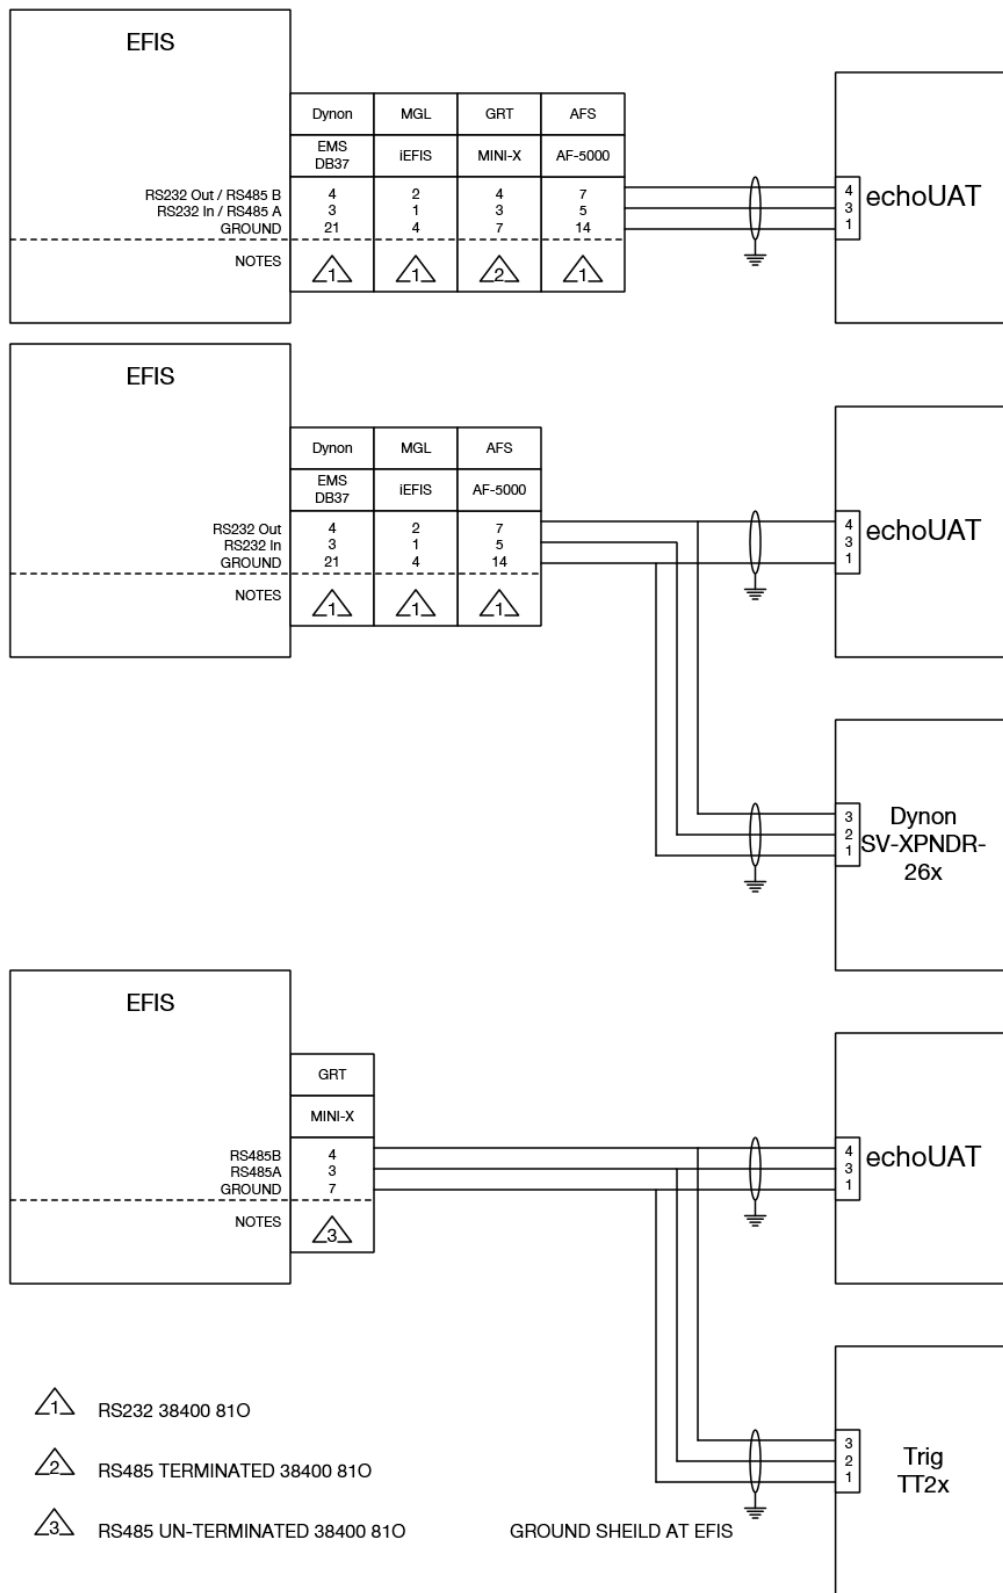 EFIS
Dynon MGL GRT AFS
EMS DB37 iEFIS MINI-X AF-5000
RS232 Out / RS485 B 4 2 4 7
RS232 In / RS485 A 3 1 3 5
GROUND 21 4 7 14
NOTES 1 1 2 1
4
3
1
echoUAT
EFIS
Dynon MGL AFS
EMS DB37 iEFIS AF-5000
RS232 Out 4 2 7
RS232 In 3 1 5
GROUND 21 4 14
NOTES 1 1 1
4
3
1
echoUAT
3
2
1
Dynon
SV-XPNDR-
26x
EFIS
GRT
MINI-X
RS485B 4
RS485A 3
GROUND 7
NOTES 3
4
3
1
echoUAT
3
2
1
Trig
TT2x
1 RS232 38400 81O
2 RS485 TERMINATED 38400 81O
3 RS485 UN-TERMINATED 38400 81O
GROUND SHEILD AT EFIS